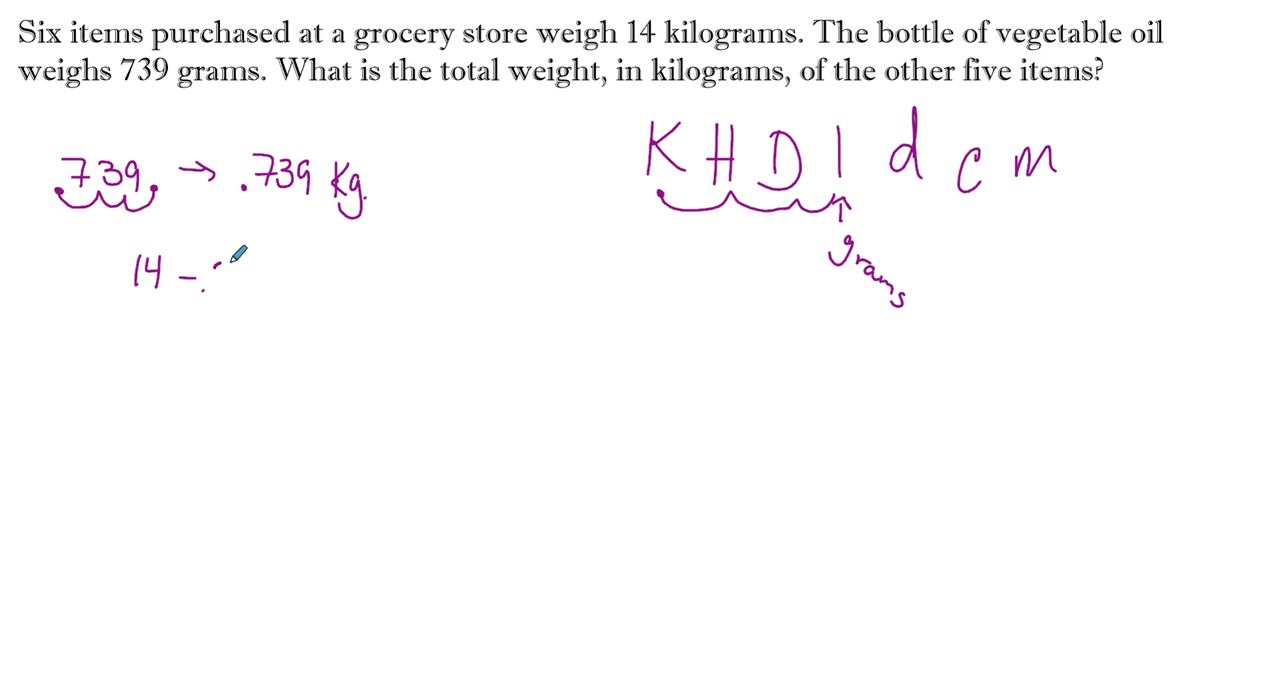 Six items purchased at a grocery store weigh 14 kilograms. The bottle of vegetable oil
weighs 739 grams. What is the total weight, in kilograms, of the other five items?
K H D 1 d c m
739. → .739 Kg.
grams
14 - .